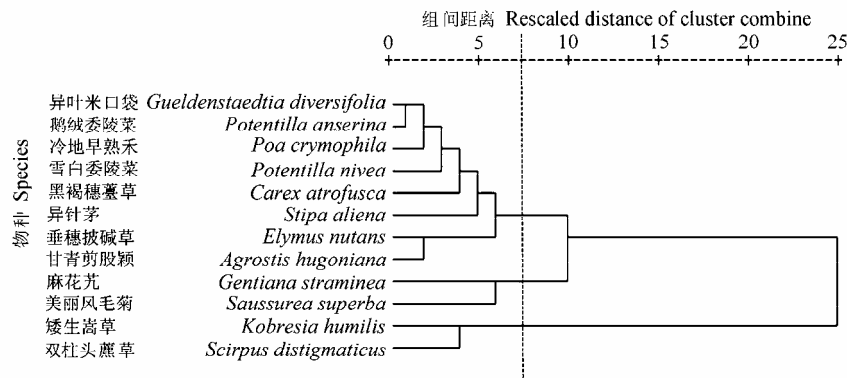 组间距离 Rescaled distance of cluster combine
0 5 10 15 20 25
物种 Species
异叶米口袋 Gueldenstaedtia diversifolia
鹅绒委陵菜 Potentilla anserina
冷地早熟禾 Poa crymophila
雪白委陵菜 Potentilla nivea
黑褐穗薹草 Carex atrofusca
异针茅 Stipa aliena
垂穗披碱草 Elymus nutans
甘青剪股颖 Agrostis hugoniana
麻花艽 Gentiana straminea
美丽风毛菊 Saussurea superba
矮生嵩草 Kobresia humilis
双柱头藨草 Scirpus distigmaticus